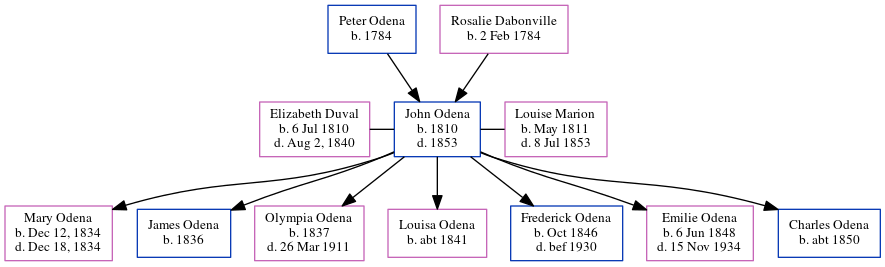 Peter Odena
b. 1784
Rosalie Dabonville
b. 2 Feb 1784
Elizabeth Duval
b. 6 Jul 1810
d. Aug 2, 1840
John Odena
b. 1810
d. 1853
Louise Marion
b. May 1811
d. 8 Jul 1853
Mary Odena
b. Dec 12, 1834
d. Dec 18, 1834
James Odena
b. 1836
Olympia Odena
b. 1837
d. 26 Mar 1911
Louisa Odena
b. abt 1841
Frederick Odena
b. Oct 1846
d. bef 1930
Emilie Odena
b. 6 Jun 1848
d. 15 Nov 1934
Charles Odena
b. abt 1850